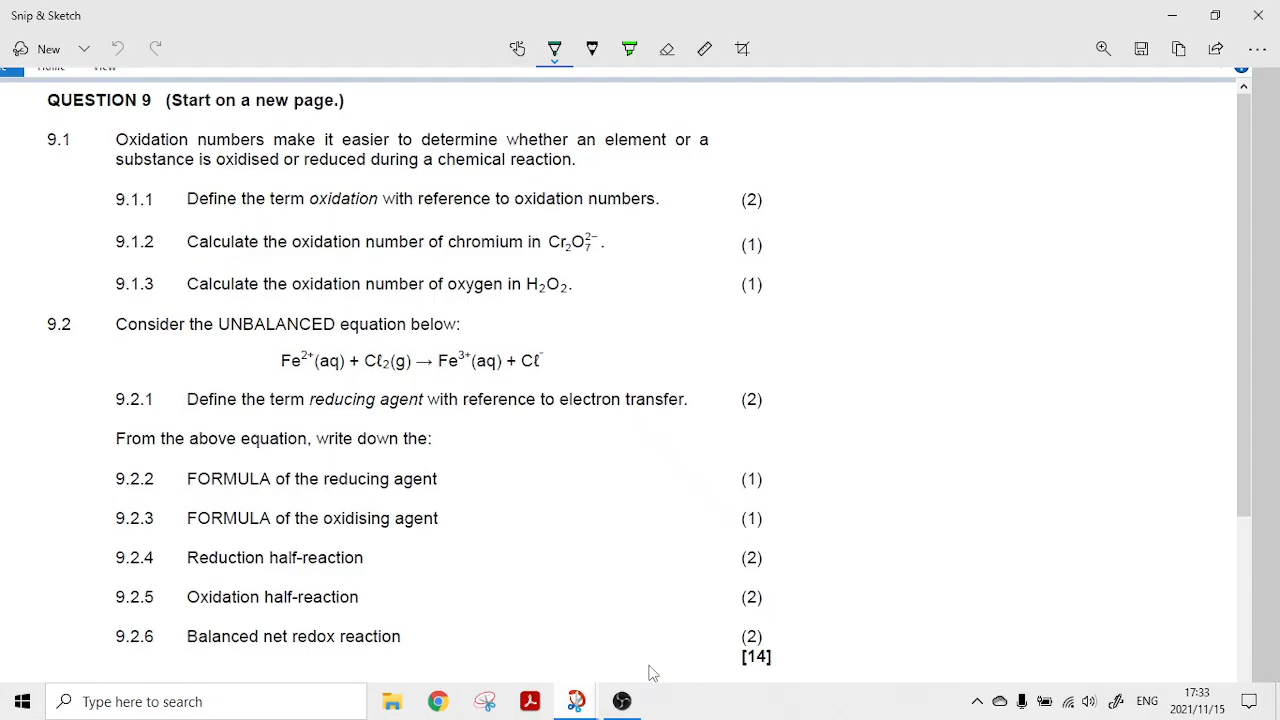 Snip & Sketch
New
QUESTION 9 (Start on a new page.)
9.1 Oxidation numbers make it easier to determine whether an element or a
substance is oxidised or reduced during a chemical reaction.
9.1.1 Define the term oxidation with reference to oxidation numbers. (2)
9.1.2 Calculate the oxidation number of chromium in Cr₂O₇²⁻. (1)
9.1.3 Calculate the oxidation number of oxygen in H₂O₂. (1)
9.2 Consider the UNBALANCED equation below:
Fe²⁺(aq) + Cℓ₂(g) → Fe³⁺(aq) + Cℓ⁻
9.2.1 Define the term reducing agent with reference to electron transfer. (2)
From the above equation, write down the:
9.2.2 FORMULA of the reducing agent (1)
9.2.3 FORMULA of the oxidising agent (1)
9.2.4 Reduction half-reaction (2)
9.2.5 Oxidation half-reaction (2)
9.2.6 Balanced net redox reaction (2)
[14]
Type here to search
ENG
17:33
2021/11/15